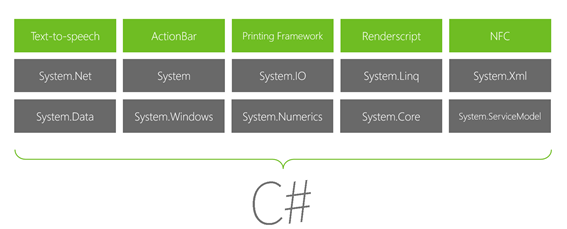 Text-to-speech ActionBar Printing Framework Renderscript NFC
System.Net System System.IO System.Linq System.Xml
System.Data System.Windows System.Numerics System.Core System.ServiceModel
C#